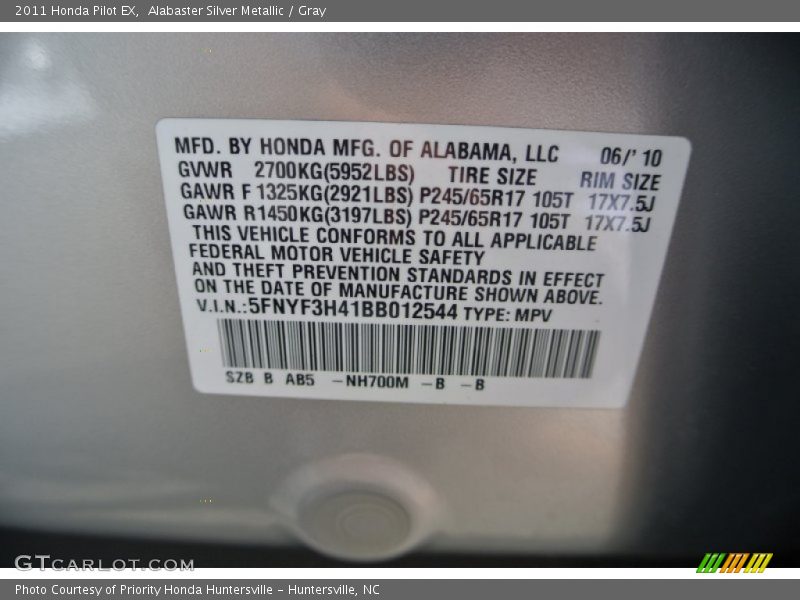 2011 Honda Pilot EX,  Alabaster Silver Metallic / Gray
MFD. BY HONDA MFG. OF ALABAMA, LLC 06/'10
GVWR 2700KG(5952LBS) TIRE SIZE RIM SIZE
GAWR F 1325KG(2921LBS) P245/65R17 105T 17X7.5J
GAWR R1450KG(3197LBS) P245/65R17 105T 17X7.5J
THIS VEHICLE CONFORMS TO ALL APPLICABLE
FEDERAL MOTOR VEHICLE SAFETY
AND THEFT PREVENTION STANDARDS IN EFFECT
ON THE DATE OF MANUFACTURE SHOWN ABOVE.
V.I.N.:5FNYF3H41BB012544 TYPE: MPV
SZB B AB5 -NH700M -B -B
GTCARLOT.COM
Photo Courtesy of Priority Honda Huntersville - Huntersville, NC